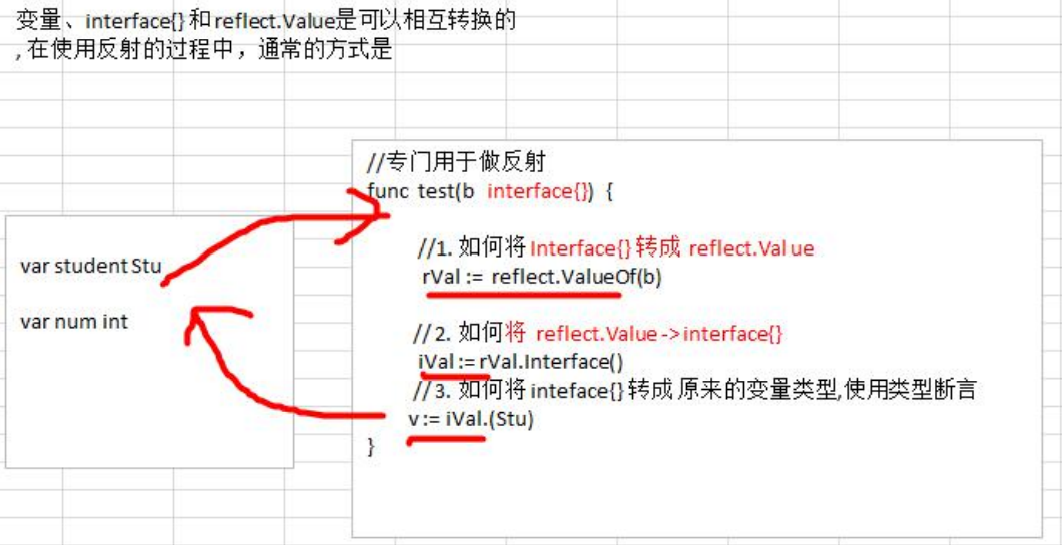 变量、interface{} 和 reflect.Value是可以相互转换的
, 在使用反射的过程中，通常的方式是
var student Stu
var num int
//专门用于做反射
func test(b interface{}) {
//1. 如何将 Interface{} 转成 reflect.Value
rVal := reflect.ValueOf(b)
// 2. 如何将 reflect.Value ->interface{}
iVal := rVal.Interface()
// 3. 如何将 inteface{} 转成 原来的变量类型,使用类型断言
v := iVal.(Stu)
}